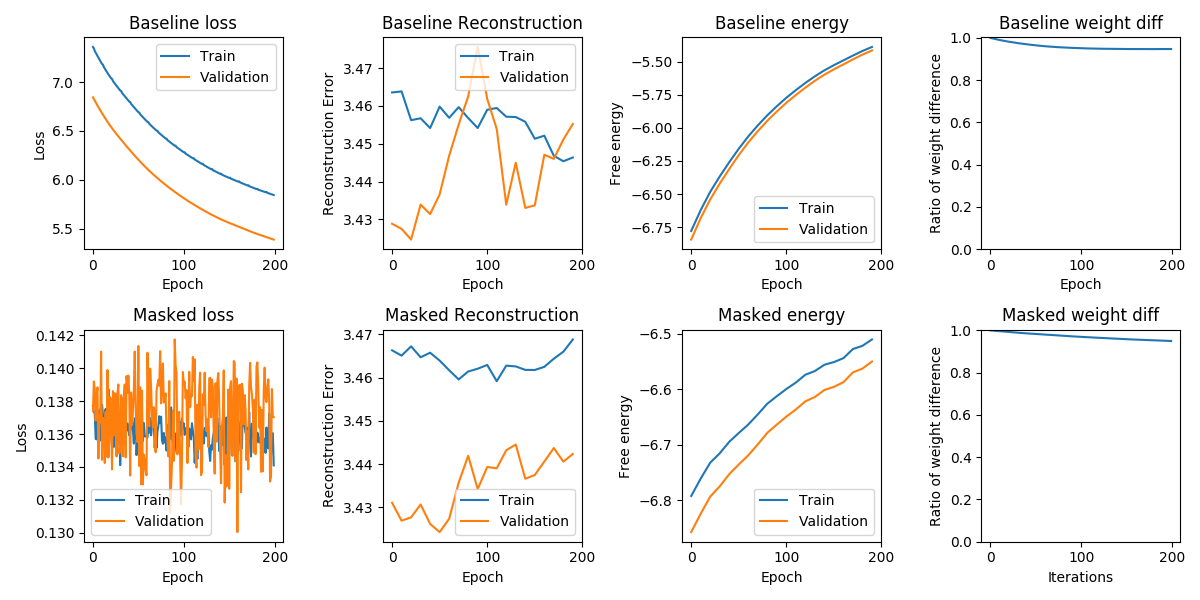 Baseline loss
Loss
7.0
6.5
6.0
5.5
0
100
200
Epoch
Train
Validation
Baseline Reconstruction
Reconstruction Error
3.47
3.46
3.45
3.44
3.43
0
100
200
Epoch
Train
Validation
Baseline energy
Free energy
−5.50
−5.75
−6.00
−6.25
−6.50
−6.75
0
100
200
Epoch
Train
Validation
Baseline weight diff
Ratio of weight difference
1.0
0.8
0.6
0.4
0.2
0.0
0
100
200
Epoch
Masked loss
Loss
0.142
0.140
0.138
0.136
0.134
0.132
0.130
0
100
200
Epoch
Train
Validation
Masked Reconstruction
Reconstruction Error
3.47
3.46
3.45
3.44
3.43
0
100
200
Epoch
Train
Validation
Masked energy
Free energy
−6.5
−6.6
−6.7
−6.8
0
100
200
Epoch
Train
Validation
Masked weight diff
Ratio of weight difference
1.0
0.8
0.6
0.4
0.2
0.0
0
100
200
Iterations